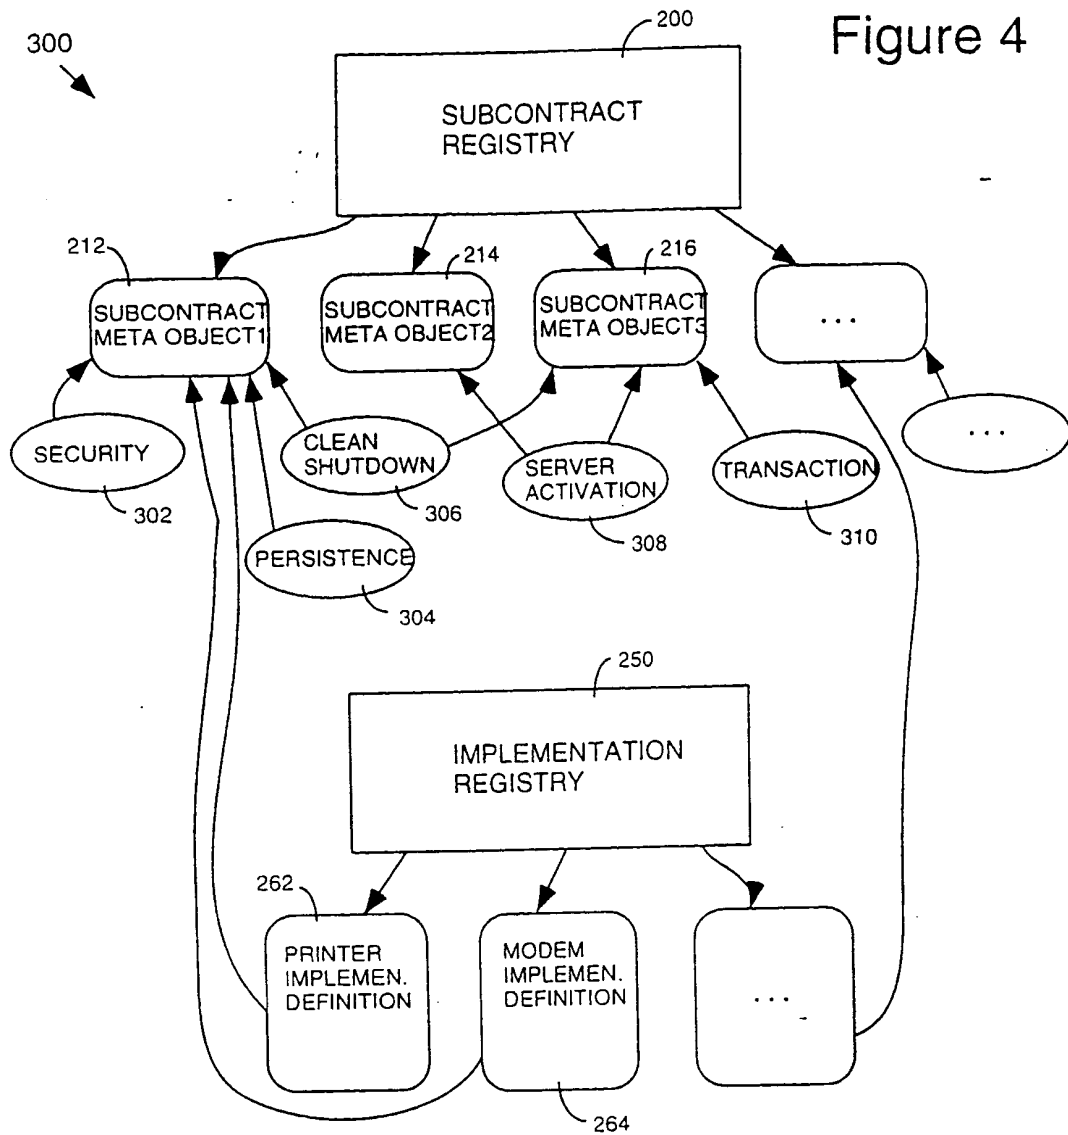 Figure 4
300
200
SUBCONTRACT
REGISTRY
212
214
216
SUBCONTRACT
META OBJECT1
SUBCONTRACT
META OBJECT2
SUBCONTRACT
META OBJECT3
...
SECURITY
302
CLEAN
SHUTDOWN
306
SERVER
ACTIVATION
308
TRANSACTION
310
...
PERSISTENCE
304
250
IMPLEMENTATION
REGISTRY
262
PRINTER
IMPLEMEN.
DEFINITION
MODEM
IMPLEMEN.
DEFINITION
264
...